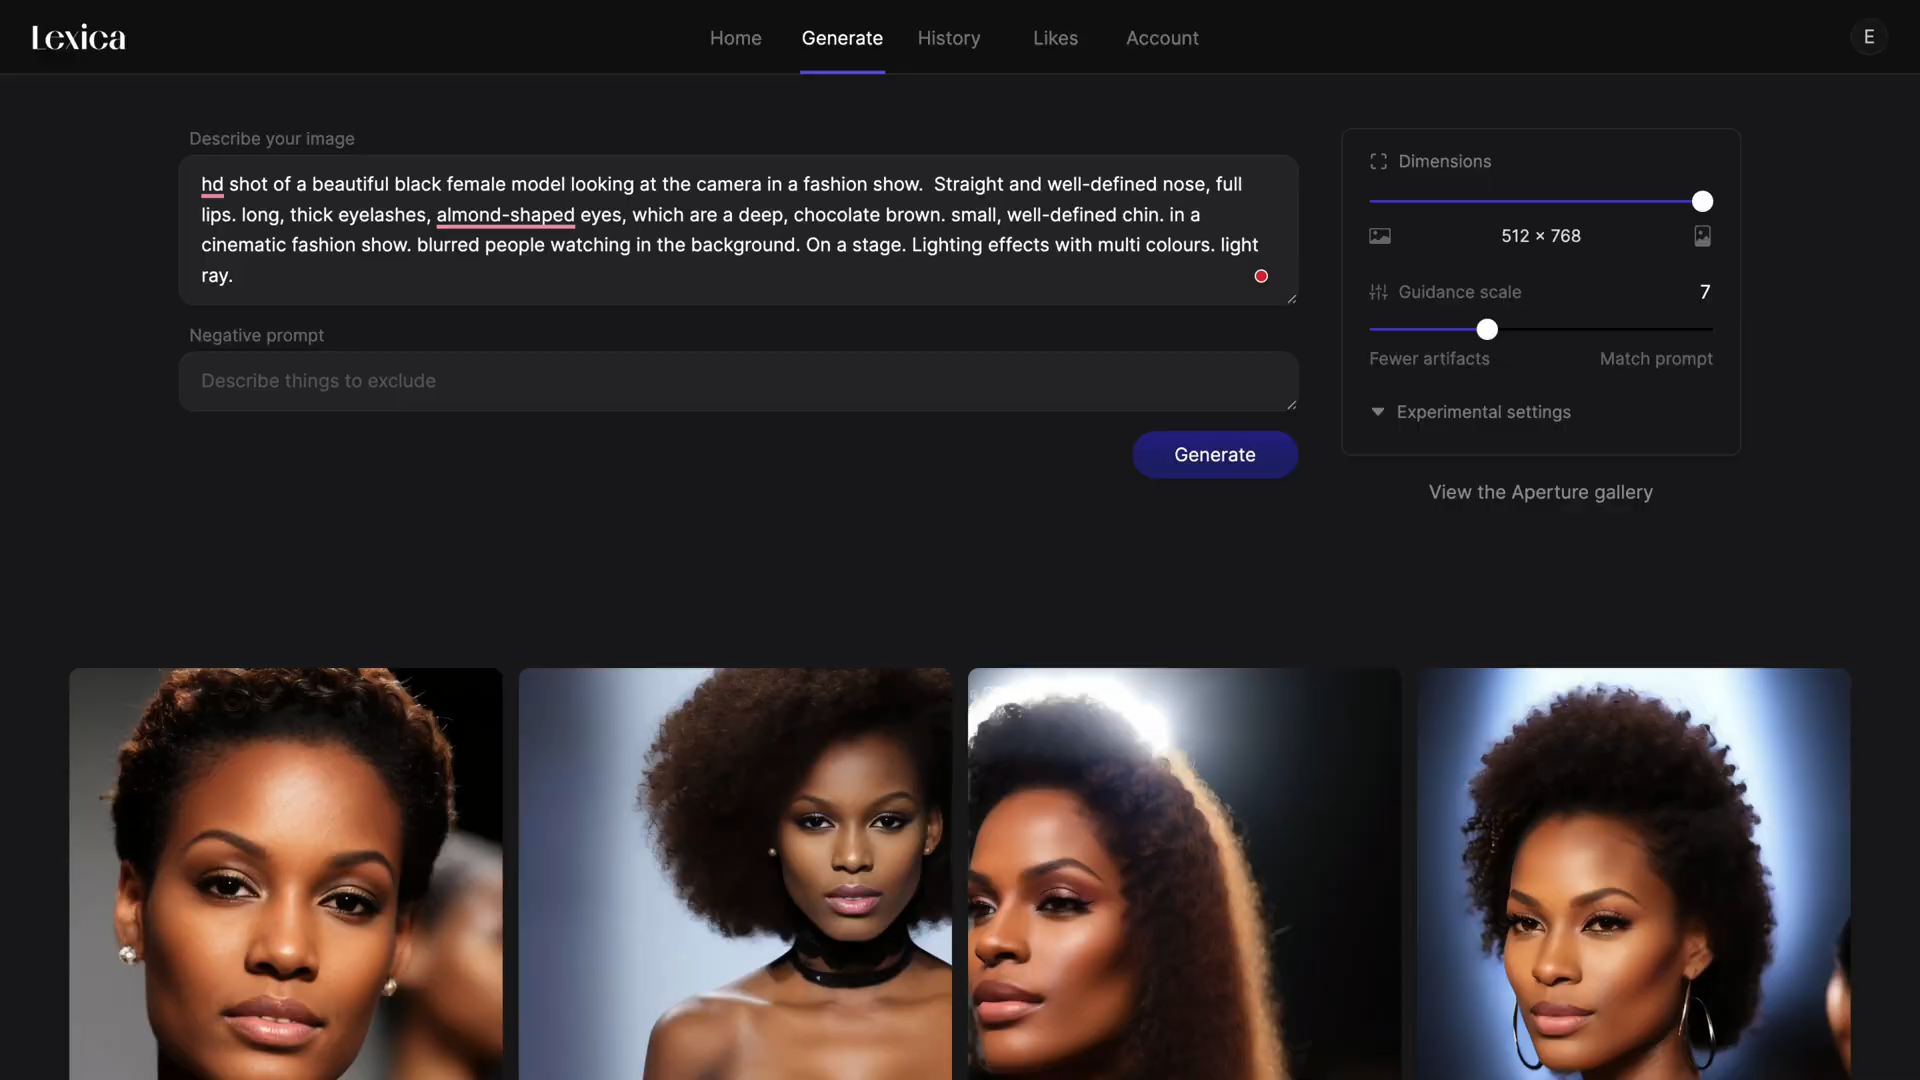 Lexica
Home Generate History Likes Account
E
Describe your image
hd shot of a beautiful black female model looking at the camera in a fashion show.  Straight and well-defined nose, full
lips. long, thick eyelashes, almond-shaped eyes, which are a deep, chocolate brown. small, well-defined chin. in a
cinematic fashion show. blurred people watching in the background. On a stage. Lighting effects with multi colours. light
ray.
Negative prompt
Describe things to exclude
Generate
Dimensions
512 × 768
Guidance scale 7
Fewer artifacts Match prompt
Experimental settings
View the Aperture gallery